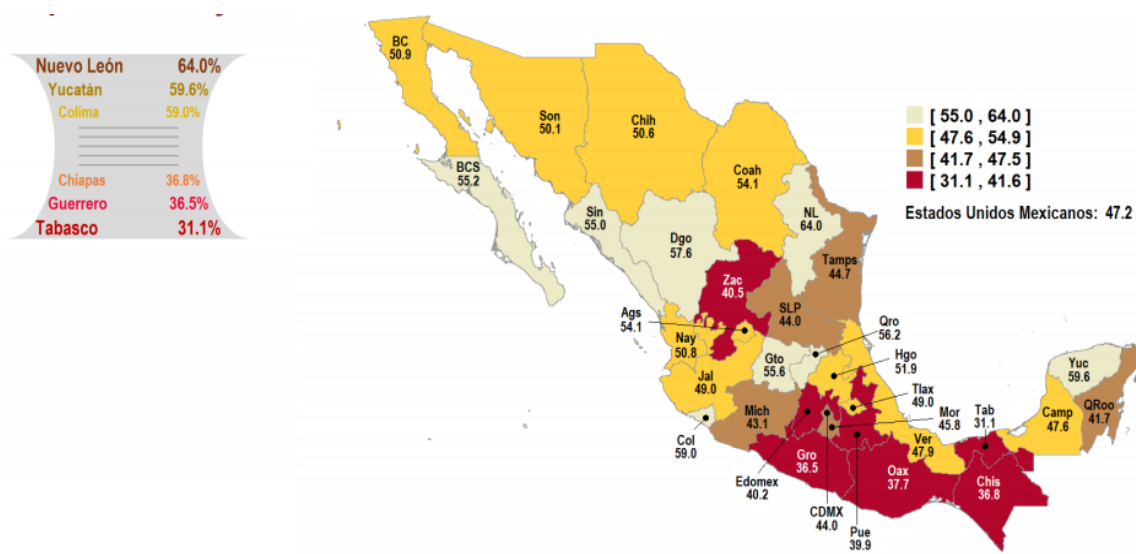 Nuevo León 64.0%
Yucatán 59.6%
Colima 59.0%
Chiapas 36.8%
Guerrero 36.5%
Tabasco 31.1%
BC
50.9
Son
50.1
Chih
50.6
Coah
54.1
BCS
55.2
Sin
55.0
Dgo
57.6
NL
64.0
Tamps
44.7
Zac
40.5
SLP
44.0
Ags
54.1
Nay
50.8
Jal
49.0
Gto
55.6
Qro
56.2
Hgo
51.9
Tlax
49.0
Mor
45.8
Mich
43.1
Col
59.0
Edomex
40.2
CDMX
44.0
Pue
39.9
Gro
36.5
Oax
37.7
Ver
47.9
Tab
31.1
Chis
36.8
Camp
47.6
Yuc
59.6
QRoo
41.7
[ 55.0 , 64.0 ]
[ 47.6 , 54.9 ]
[ 41.7 , 47.5 ]
[ 31.1 , 41.6 ]
Estados Unidos Mexicanos: 47.2